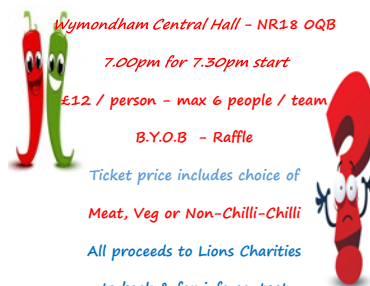 Wymondham Central Hall - NR18 0QB
7.00pm for 7.30pm start
£12 / person - max 6 people / team
B.Y.O.B - Raffle
Ticket price includes choice of
Meat, Veg or Non-Chilli-Chilli
All proceeds to Lions Charities